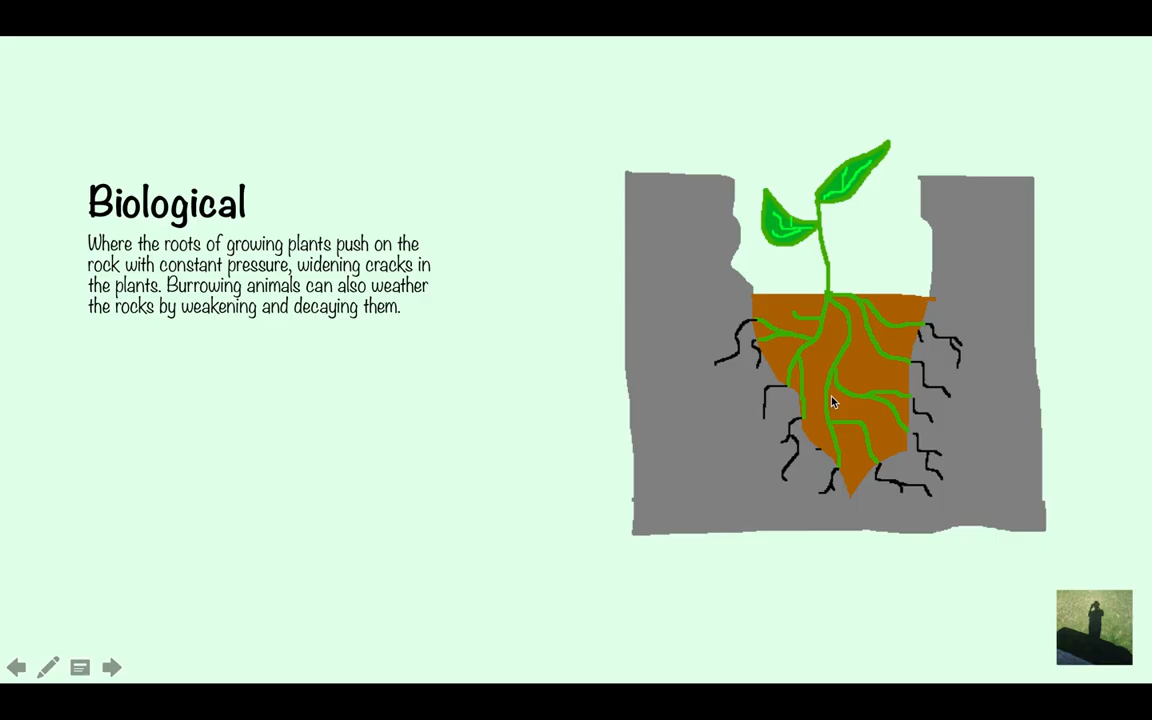 Biological
Where the roots of growing plants push on the
rock with constant pressure, widening cracks in
the plants. Burrowing animals can also weather
the rocks by weakening and decaying them.